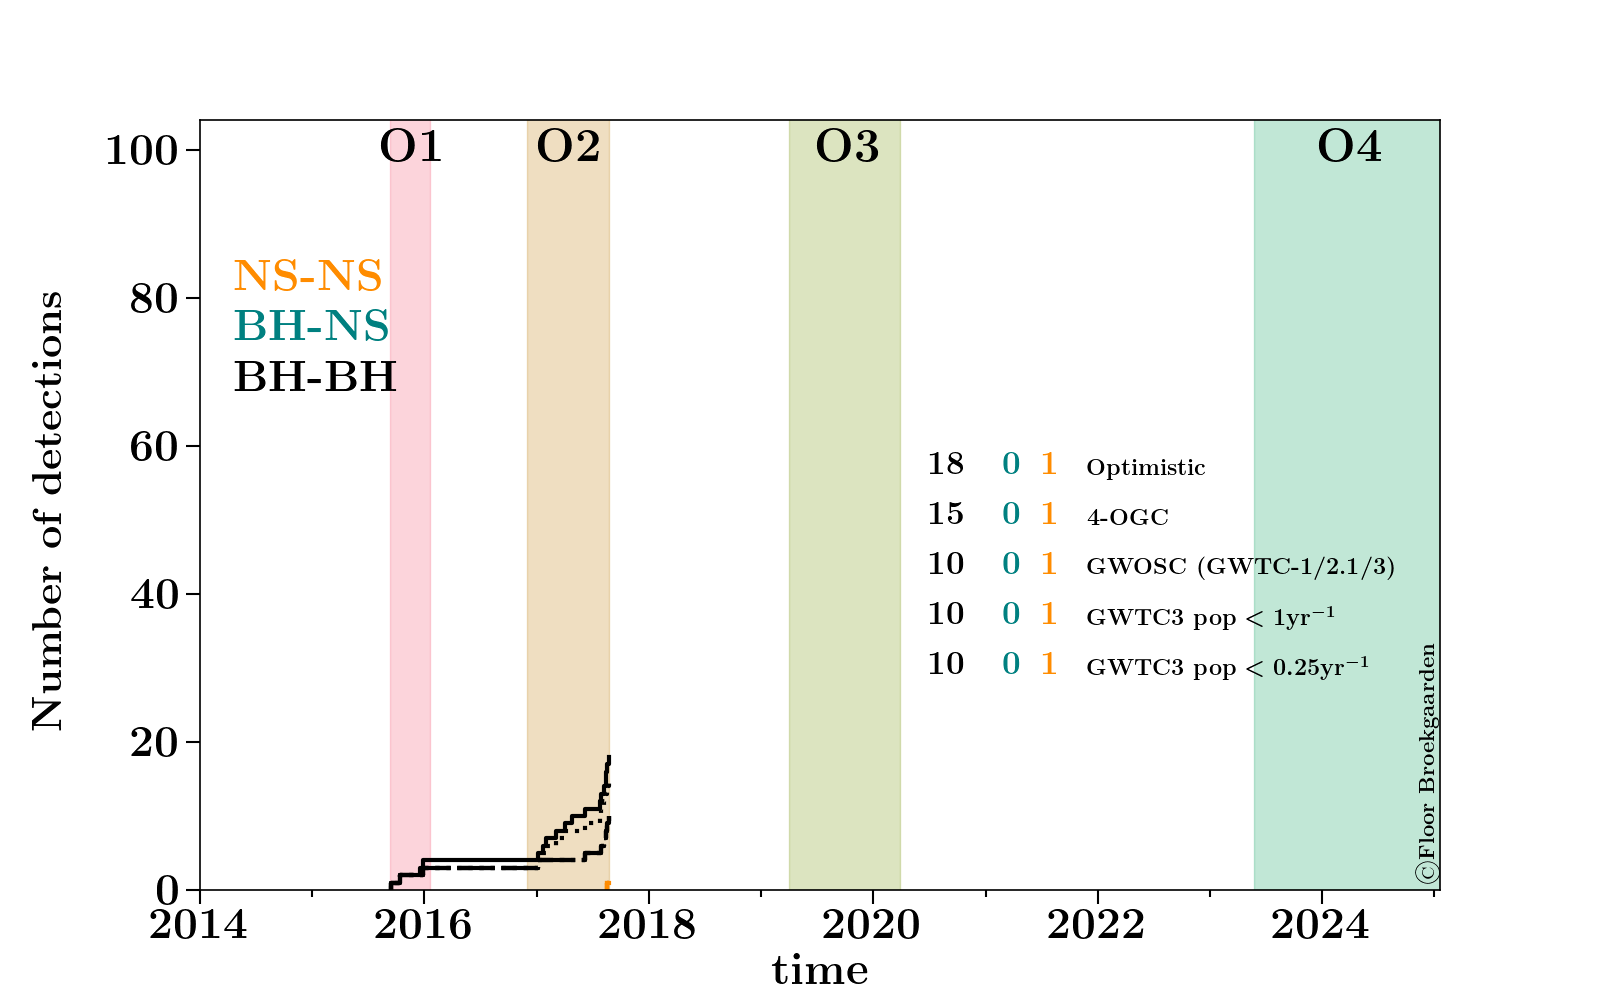 O1 O2 O3 O4
100
80
60
40
20
0
Number of detections
NS-NS
BH-NS
BH-BH
18 0 1 Optimistic
15 0 1 4-OGC
10 0 1 GWOSC (GWTC-1/2.1/3)
10 0 1 GWTC3 pop < 1yr⁻¹
10 0 1 GWTC3 pop < 0.25yr⁻¹
©Floor Broekgaarden
2014 2016 2018 2020 2022 2024
time